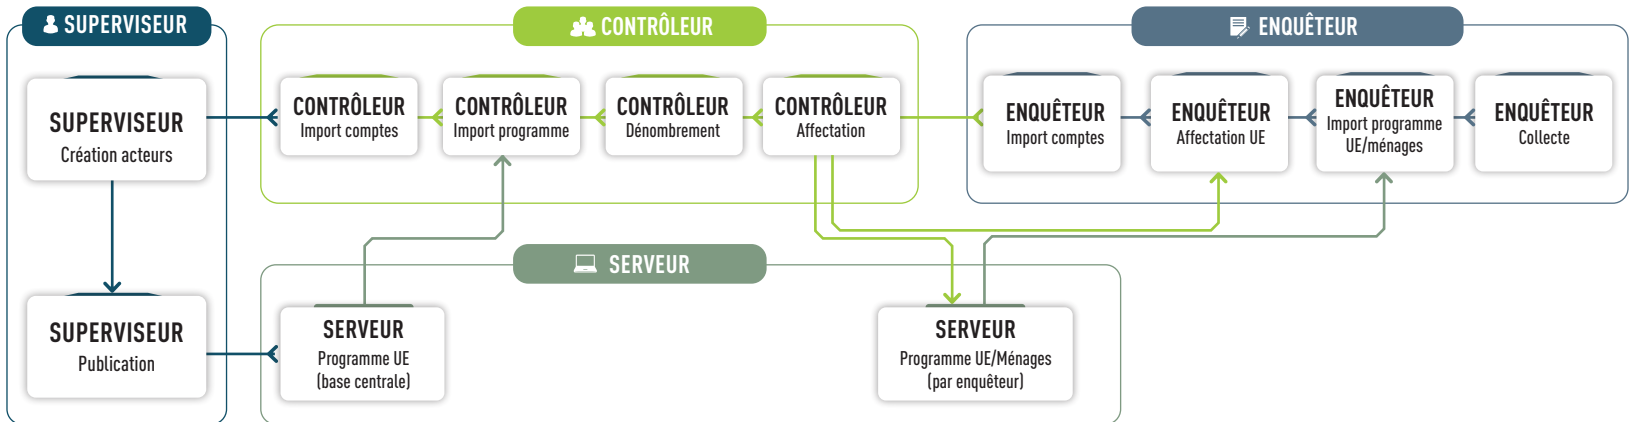 SUPERVISEUR
SUPERVISEUR
Création acteurs
SUPERVISEUR
Publication
CONTRÔLEUR
CONTRÔLEUR
Import comptes
CONTRÔLEUR
Import programme
CONTRÔLEUR
Dénombrement
CONTRÔLEUR
Affectation
ENQUÊTEUR
ENQUÊTEUR
Import comptes
ENQUÊTEUR
Affectation UE
ENQUÊTEUR
Import programme
UE/ménages
ENQUÊTEUR
Collecte
SERVEUR
SERVEUR
Programme UE
(base centrale)
SERVEUR
Programme UE/Ménages
(par enquêteur)